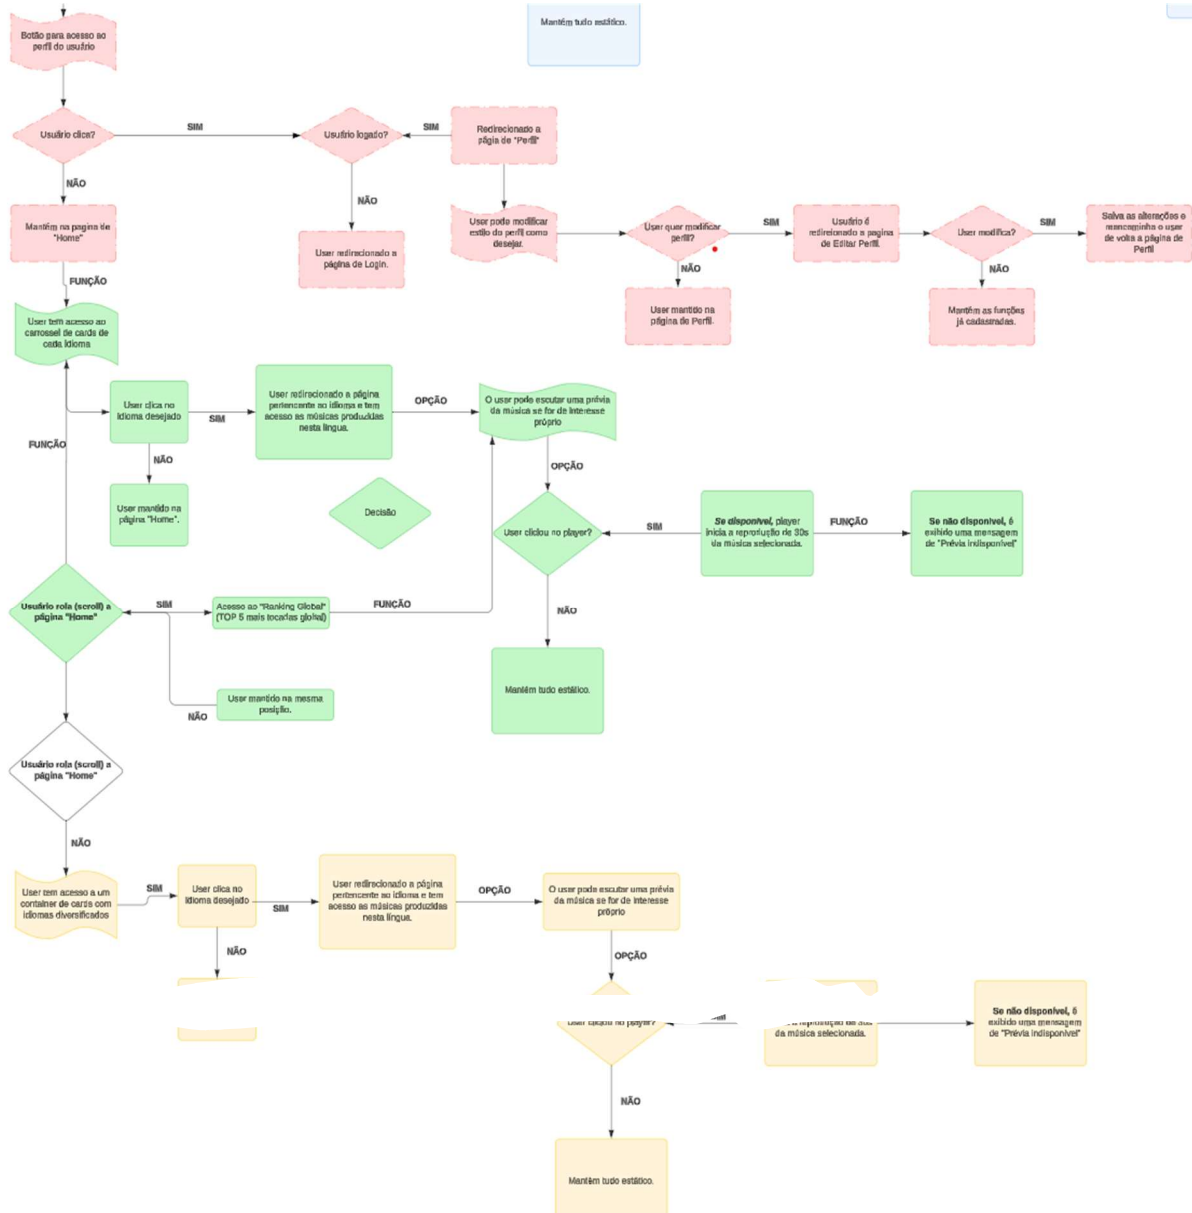 Mantém tudo estático.
Botão para acesso ao
perfil do usuário
Usuário clica?
SIM
Usuário logado?
SIM
Redirecionado a
págia de "Perfil"
NÃO
NÃO
Mantém na pagina de
"Home"
User redirecionado a
página de Login.
User pode modificar
estilo do perfil como
desejar.
User quer modificar
perfil?
SIM
Usuário é
redirecionado a pagina
de Editar Perfil.
User modifica?
SIM
Salva as alterações e
reencaminha o user
de volta a página de
Perfil
NÃO
NÃO
User mantido na
página de Perfil.
Mantém as funções
já cadastradas.
FUNÇÃO
User tem acesso ao
carrossel de cards de
cada idioma
User clica no
idioma desejado
SIM
User redirecionado a página
pertencente ao idioma e tem
acesso as músicas produzidas
nesta língua.
OPÇÃO
O user pode escutar uma prévia
da música se for de interesse
próprio
FUNÇÃO
NÃO
OPÇÃO
User mantido na
página "Home".
Decisão
User clicou no player?
SIM
Se disponível, player
inicia a reprodução de 30s
da música selecionada.
FUNÇÃO
Se não disponível, é
exibido uma mensagem
de "Prévia indisponível"
Usuário rola (scroll) a
página "Home"
SIM
Acesso ao "Ranking Global"
(TOP 5 mais tocadas global)
FUNÇÃO
NÃO
User mantido na mesma
posição.
NÃO
Mantém tudo estático.
Usuário rola (scroll) a
página "Home"
NÃO
User tem acesso a um
container de cards com
idiomas diversificados
SIM
User clica no
idioma desejado
SIM
User redirecionado a página
pertencente ao idioma e tem
acesso as músicas produzidas
nesta língua.
OPÇÃO
O user pode escutar uma prévia
da música se for de interesse
próprio
NÃO
OPÇÃO
User clicou no player?
a reprodução de 30s
da música selecionada.
Se não disponível, é
exibido uma mensagem
de "Prévia indisponível"
NÃO
Mantém tudo estático.